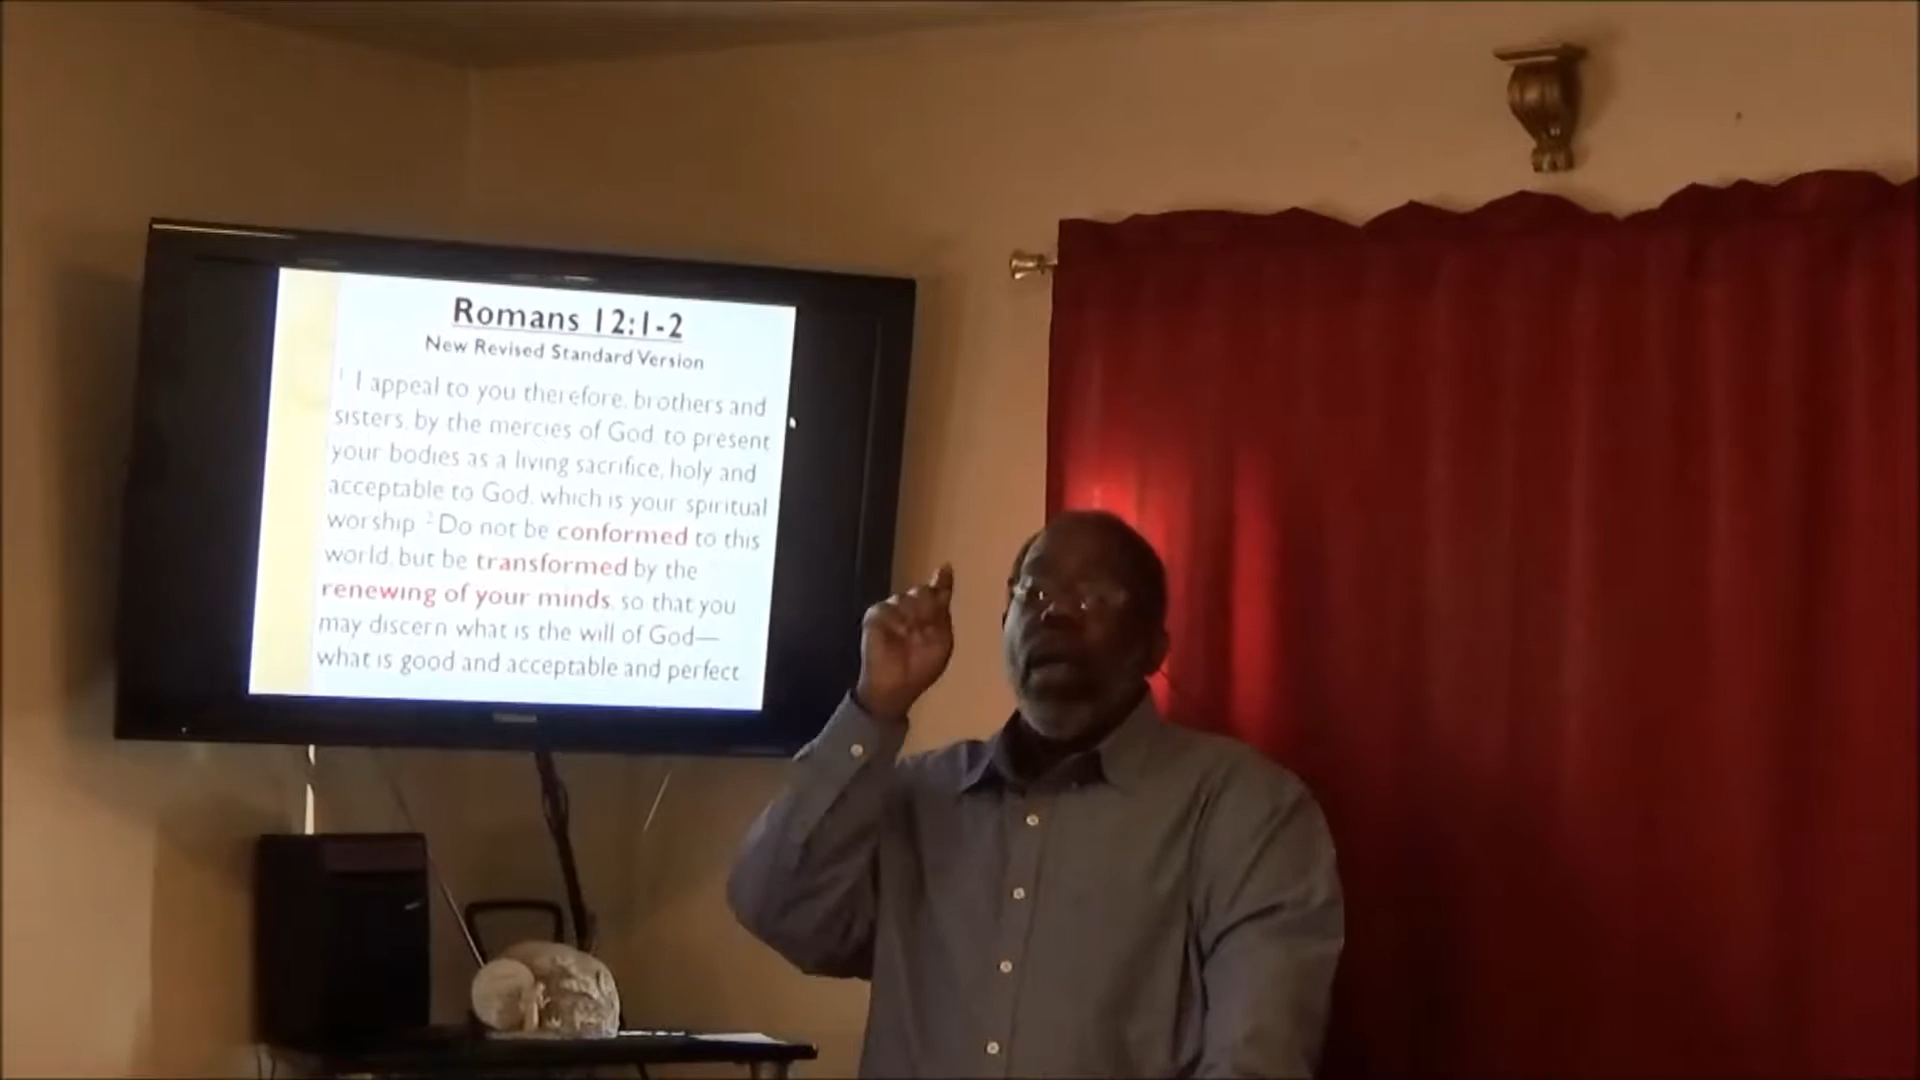 Romans 12:1-2
New Revised Standard Version
1 I appeal to you therefore, brothers and
sisters, by the mercies of God, to present
your bodies as a living sacrifice, holy and
acceptable to God, which is your spiritual
worship. 2 Do not be conformed to this
world, but be transformed by the
renewing of your minds, so that you
may discern what is the will of God—
what is good and acceptable and perfect